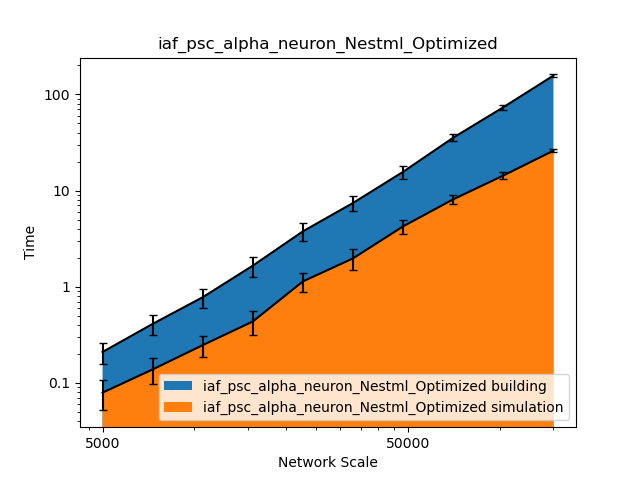 iaf_psc_alpha_neuron_Nestml_Optimized
100
10
1
0.1
Time
iaf_psc_alpha_neuron_Nestml_Optimized building
iaf_psc_alpha_neuron_Nestml_Optimized simulation
5000
50000
Network Scale